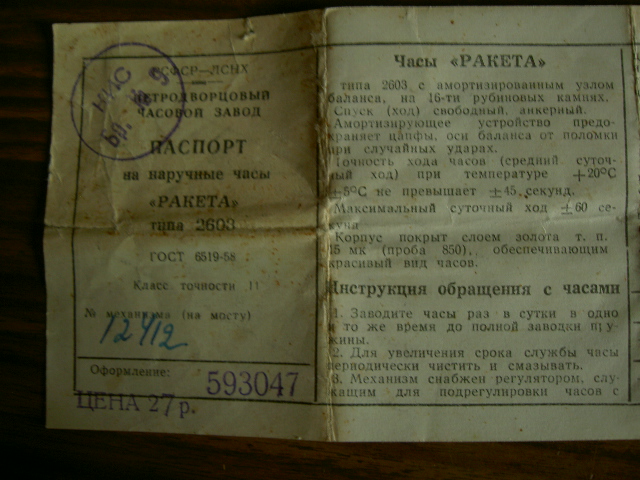 РСФСР—ЛСНХ
ПЕТРОДВОРЦОВЫЙ
ЧАСОВОЙ ЗАВОД
ПАСПОРТ
на наручные часы
«РАКЕТА»
типа 2603
ГОСТ 6519-58
Класс точности II
№ механизма (на мосту)
Оформление:
593047
ЦЕНА 27 р.
Часы «РАКЕТА»
типа 2603 с амортизированным узлом
баланса, на 16-ти рубиновых камнях.
Спуск (ход) свободный, анкерный.
Амортизирующее устройство предо-
храняет цапфы, оси баланса от поломки
при случайных ударах.
Точность хода часов (средний суточ-
ный ход) при температуре +20°С
±5°С не превышает ±45 секунд.
Максимальный суточный ход ±60 се-
кунд
Корпус покрыт слоем золота т. п.
15 мк (проба 850), обеспечивающим
красивый вид часов.
Инструкция обращения с часами
1. Заводите часы раз в сутки в одно
и то же время до полной заводки пру-
жины.
2. Для увеличения срока службы часы
периодически чистить и смазывать.
3. Механизм снабжен регулятором, слу-
жащим для подрегулировки часов с